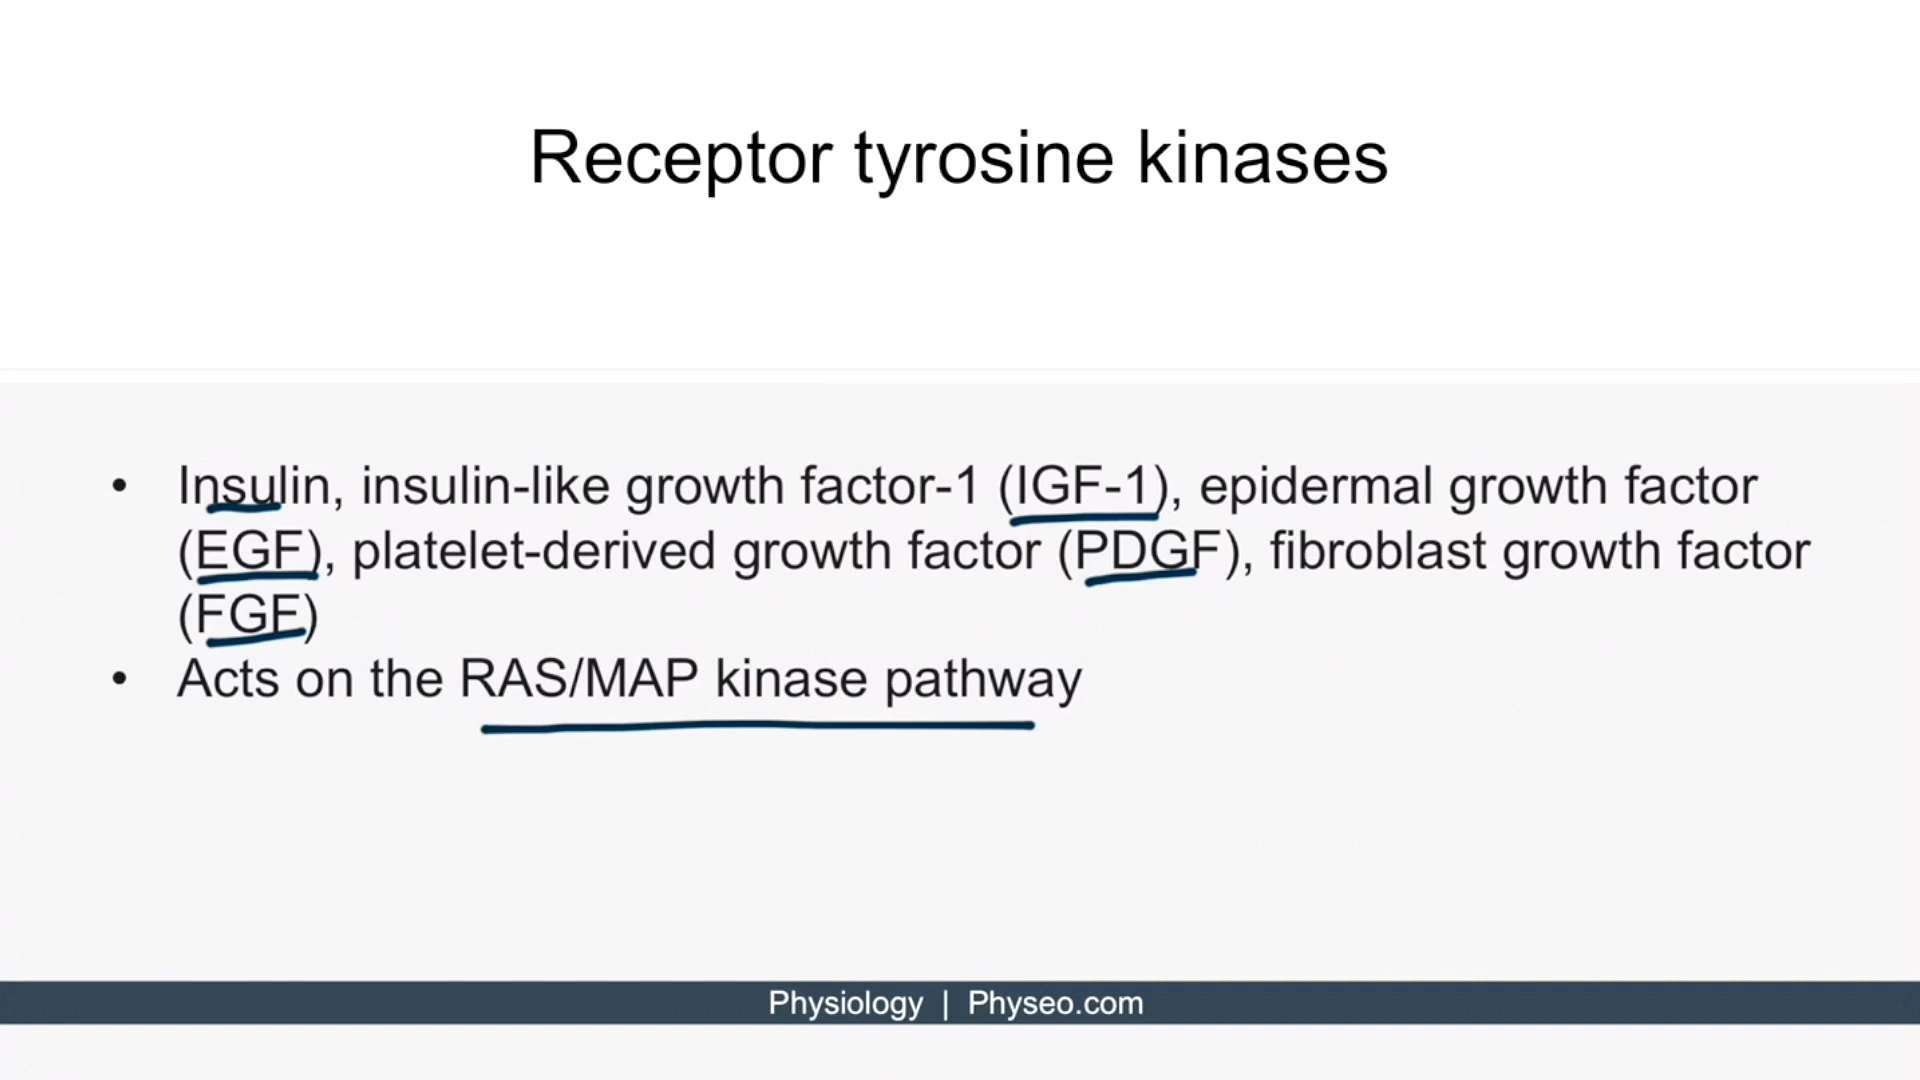 Receptor tyrosine kinases
• Insulin, insulin-like growth factor-1 (IGF-1), epidermal growth factor
(EGF), platelet-derived growth factor (PDGF), fibroblast growth factor
(FGF)
• Acts on the RAS/MAP kinase pathway
Physiology | Physeo.com